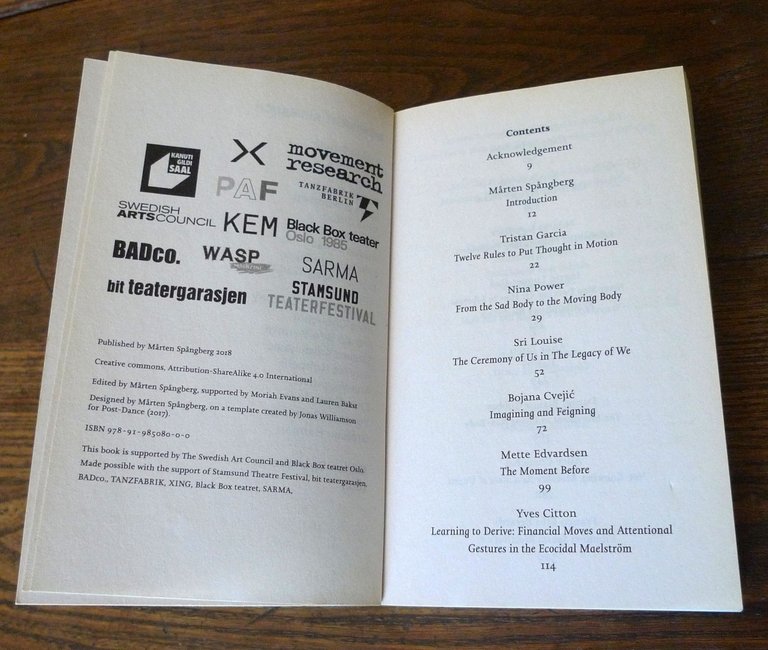 KANUTI
GILDI
SAAL
X
movement
research
PAF
TANZFABRIK
BERLIN
SWEDISH
ARTSCOUNCIL
KEM
Black Box teater
Oslo 1985
BADco.
WASP
SARMA
bit teatergarasjen
STAMSUND
TEATERFESTIVAL
Published by Mårten Spångberg 2018
Creative commons, Attribution-ShareAlike 4.0 International
Edited by Mårten Spångberg, supported by Moriah Evans and Lauren Bakst
Designed by Mårten Spångberg, on a template created by Jonas Williamson
for Post-Dance (2017).
ISBN 978-91-985080-0-0
This book is supported by The Swedish Art Council and Black Box teatret Oslo.
Made possible with the support of Stamsund Theatre Festival, bit teatergarasjen,
BADco., TANZFABRIK, XING, Black Box teatret, SARMA,
Contents
Acknowledgement
9
Mårten Spångberg
Introduction
12
Tristan Garcia
Twelve Rules to Put Thought in Motion
22
Nina Power
From the Sad Body to the Moving Body
29
Sri Louise
The Ceremony of Us in The Legacy of We
52
Bojana Cvejić
Imagining and Feigning
72
Mette Edvardsen
The Moment Before
99
Yves Citton
Learning to Derive: Financial Moves and Attentional
Gestures in the Ecocidal Maelström
114